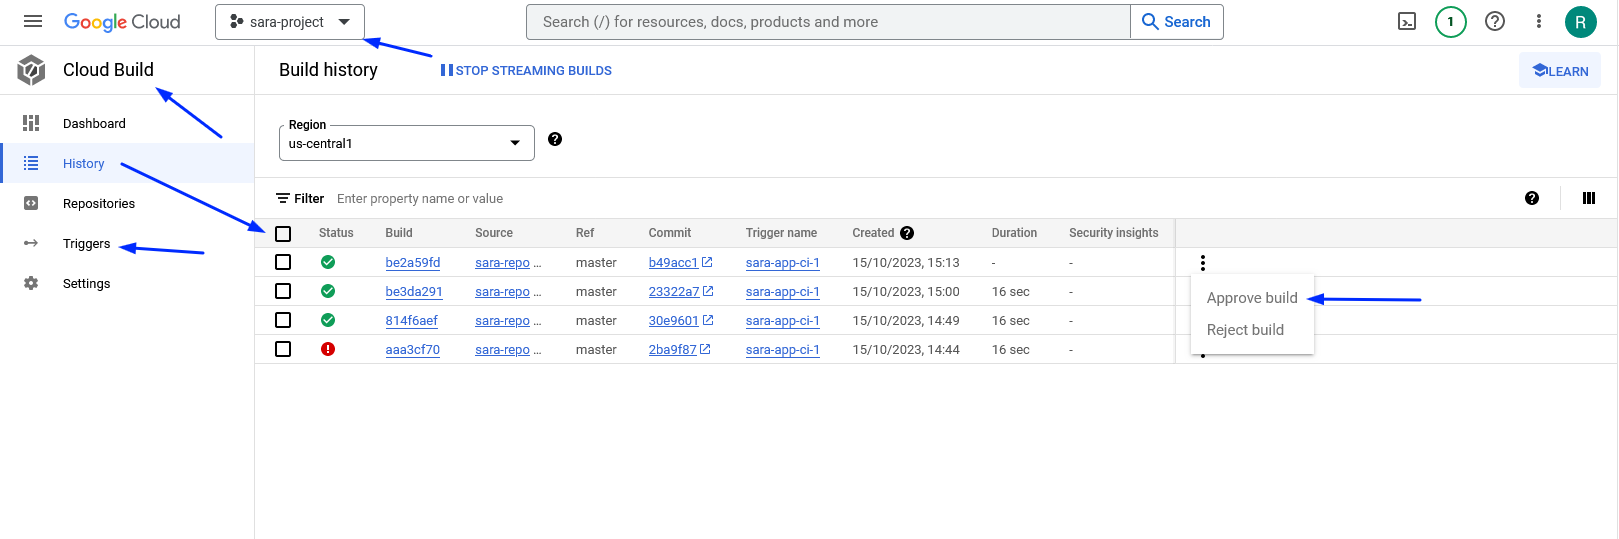 Google Cloud
sara-project
Search (/) for resources, docs, products and more
Search
1
R
Cloud Build
Build history
STOP STREAMING BUILDS
LEARN
Dashboard
History
Repositories
Triggers
Settings
Region
us-central1
Filter Enter property name or value
Status Build Source Ref Commit Trigger name Created Duration Security insights
be2a59fd sara-repo ... master b49acc1 sara-app-ci-1 15/10/2023, 15:13 - -
be3da291 sara-repo ... master 23322a7 sara-app-ci-1 15/10/2023, 15:00 16 sec -
814f6aef sara-repo ... master 30e9601 sara-app-ci-1 15/10/2023, 14:49 16 sec -
aaa3cf70 sara-repo ... master 2ba9f87 sara-app-ci-1 15/10/2023, 14:44 16 sec -
Approve build
Reject build